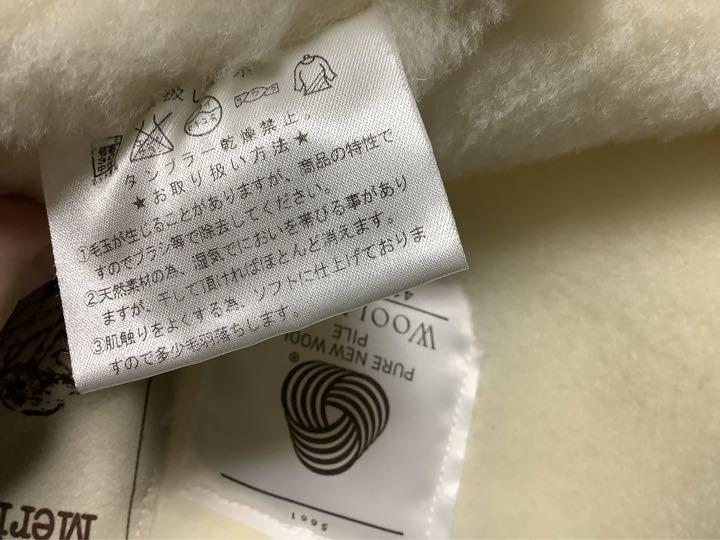 タンブラー乾燥禁止。
★お取り扱い方法★
①毛玉が生じることがありますが、商品の特性で
すのでブラシ等で除去してください。
②天然素材の為、湿気でにおいを帯びる事があり
ますが、干して頂ければほとんど消えます。
③肌触りをよくする為、ソフトに仕上げておりま
すので多少毛羽落ちします。
WOOL
PURE NEW WOOL
PILE
®
5661
Meri